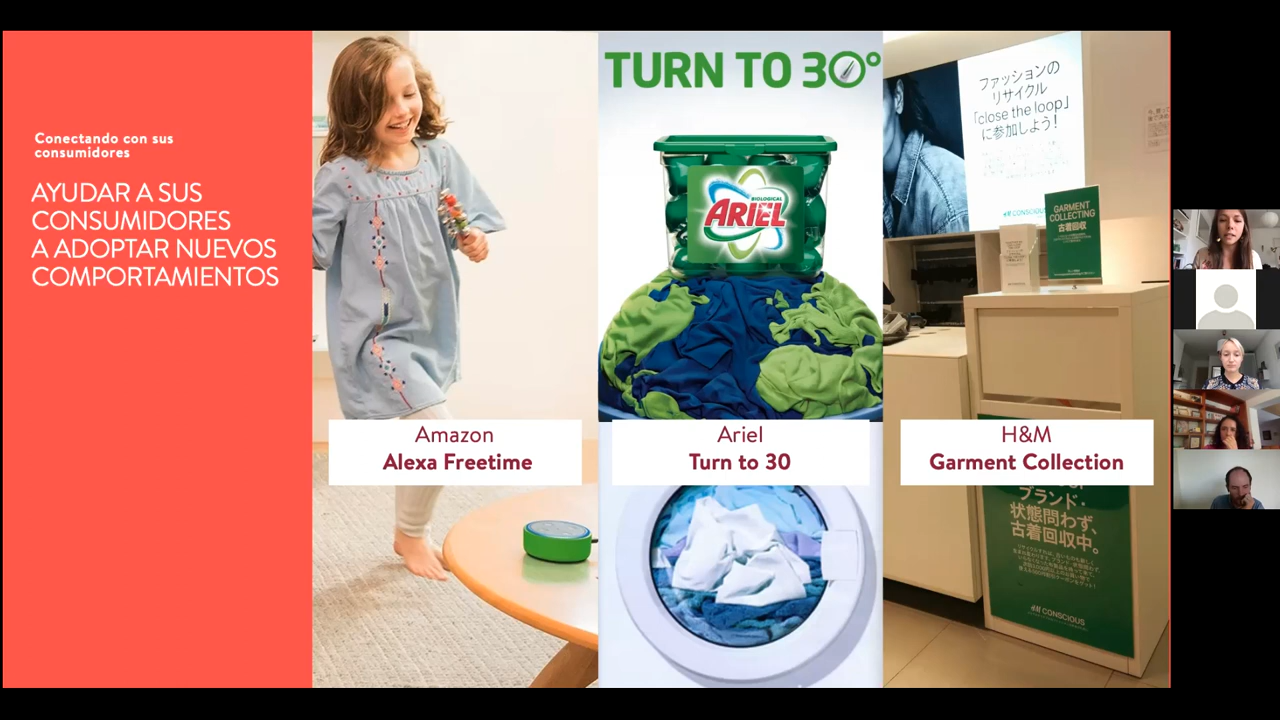 Conectando con sus
consumidores
AYUDAR A SUS
CONSUMIDORES
A ADOPTAR NUEVOS
COMPORTAMIENTOS
Amazon
Alexa Freetime
TURN TO 30°
BIOLOGICAL
ARIEL
Ariel
Turn to 30
ファッションの
リサイクル
「close the loop」
に参加しよう!
H&M CONSCIOUS
GARMENT
COLLECTING
古着回収
H&M
Garment Collection
ブランド・
状態問わず、
古着回収中。
H&M CONSCIOUS